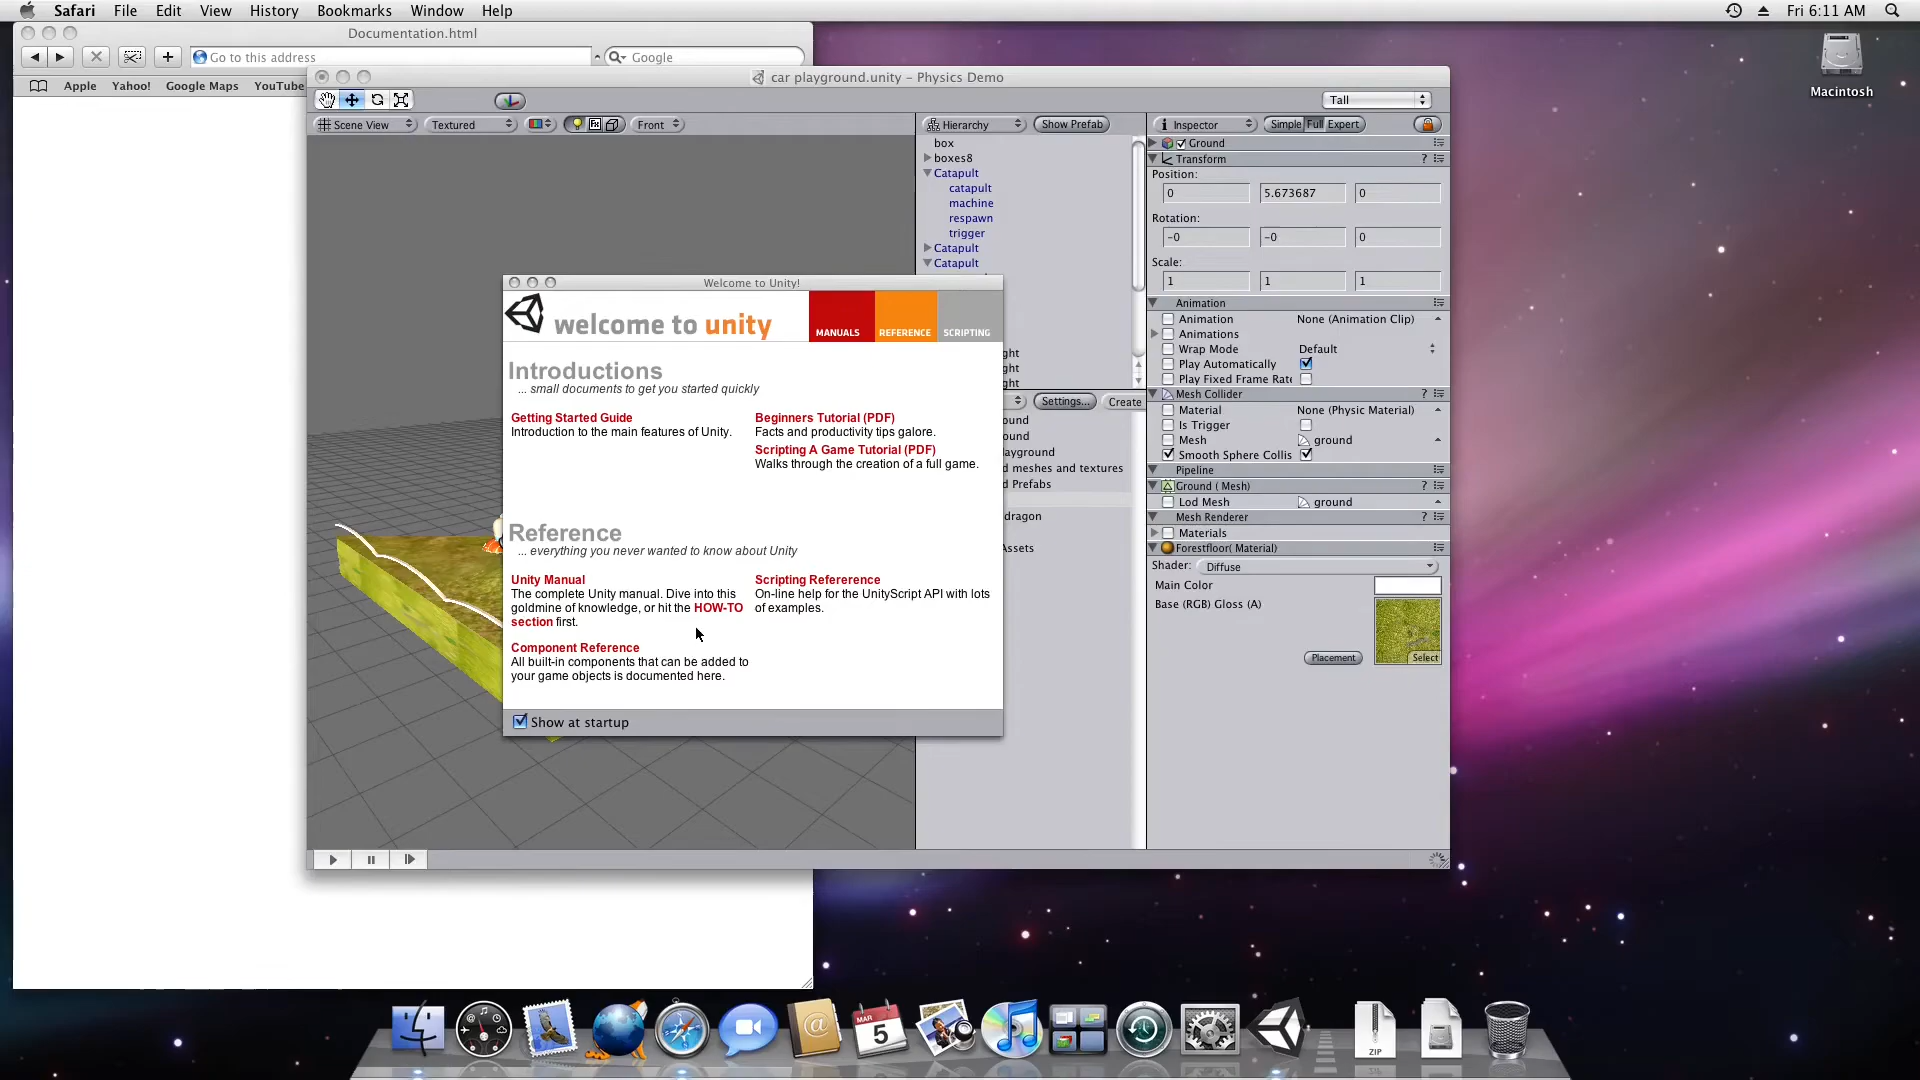 Safari File Edit View History Bookmarks Window Help
Fri 6:11 AM
Documentation.html
Go to this address
Google
Apple Yahoo! Google Maps YouTube
Macintosh
car playground.unity – Physics Demo
Tall
Scene View
Textured
Front
Hierarchy
Show Prefab
Inspector
Simple Full Expert
box
boxes8
Catapult
catapult
machine
respawn
trigger
Catapult
Catapult
ght
ght
ght
Settings...
Create
ound
ound
layground
d meshes and textures
d Prefabs
dragon
Assets
Ground
Transform
Position:
0 5.673687 0
Rotation:
-0 -0 0
Scale:
1 1 1
Animation
Animation None (Animation Clip)
Animations
Wrap Mode Default
Play Automatically
Play Fixed Frame Rate
Mesh Collider
Material None (Physic Material)
Is Trigger
Mesh ground
Smooth Sphere Collis
Pipeline
Ground ( Mesh)
Lod Mesh ground
Mesh Renderer
Materials
Forestfloor( Material)
Shader: Diffuse
Main Color
Base (RGB) Gloss (A)
Placement
Select
Welcome to Unity!
welcome to unity
MANUALS REFERENCE SCRIPTING
Introductions
... small documents to get you started quickly
Getting Started Guide
Introduction to the main features of Unity.
Beginners Tutorial (PDF)
Facts and productivity tips galore.
Scripting A Game Tutorial (PDF)
Walks through the creation of a full game.
Reference
... everything you never wanted to know about Unity
Unity Manual
The complete Unity manual. Dive into this
goldmine of knowledge, or hit the HOW-TO
section first.
Scripting Refererence
On-line help for the UnityScript API with lots
of examples.
Component Reference
All built-in components that can be added to
your game objects is documented here.
Show at startup
MAR
5
ZIP